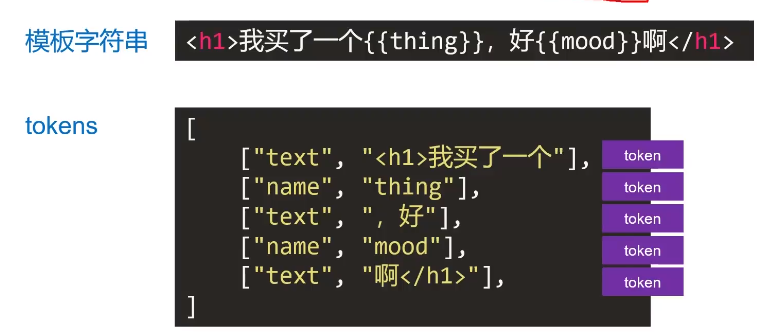 模板字符串
<h1>我买了一个{{thing}}，好{{mood}}啊</h1>
tokens
[
["text", "<h1>我买了一个"], token
["name", "thing"], token
["text", "，好"], token
["name", "mood"], token
["text", "啊</h1>"], token
]